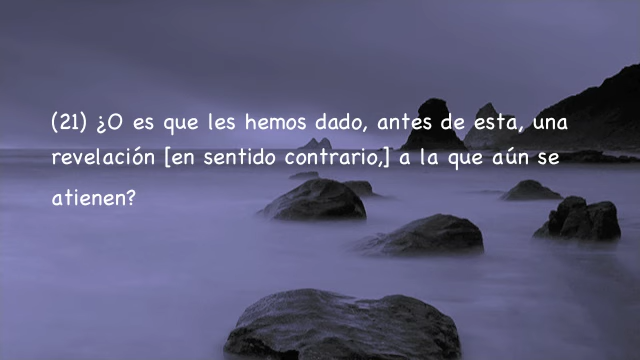 (21) ¿O es que les hemos dado, antes de esta, una
revelación [en sentido contrario,] a la que aún se
atienen?